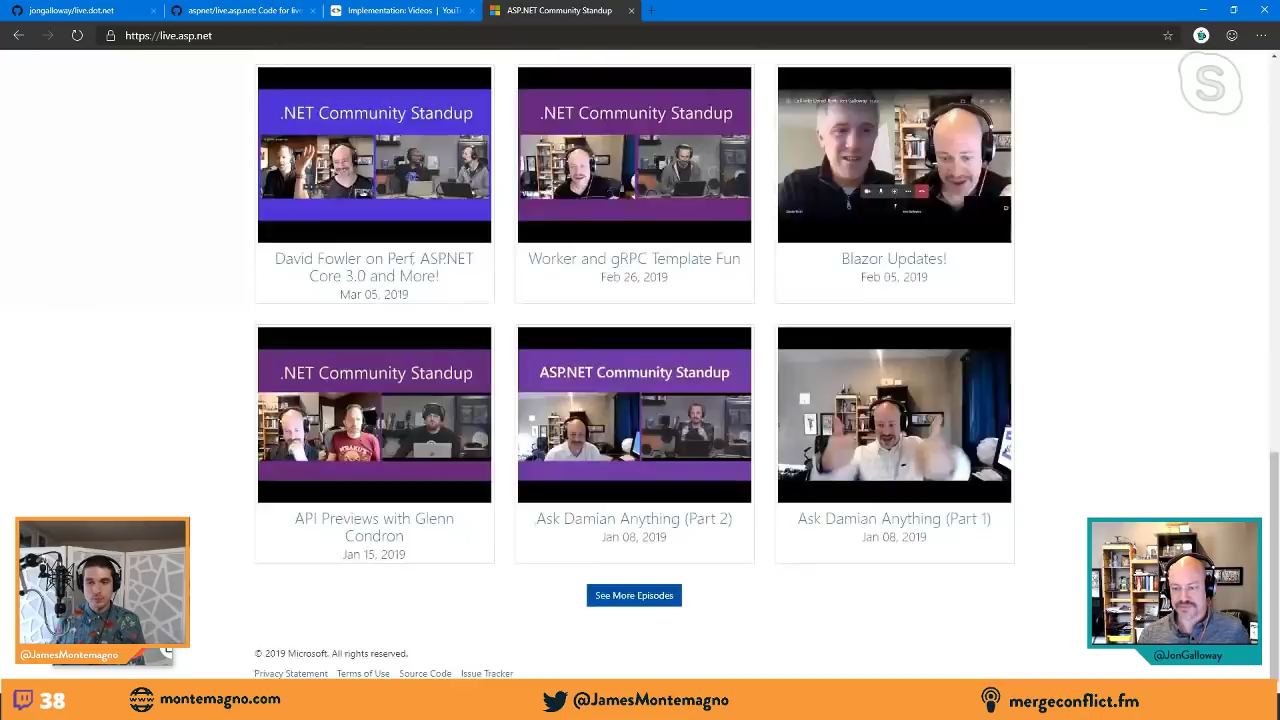 jongalloway/live.dot.net
aspnet/live.asp.net: Code for live
Implementation: Videos | YouT
ASP.NET Community Standup
https://live.asp.net
.NET Community Standup
.NET Community Standup
David Fowler on Perf, ASP.NET
Core 3.0 and More!
Mar 05, 2019
Worker and gRPC Template Fun
Feb 26, 2019
Blazor Updates!
Feb 05, 2019
.NET Community Standup
ASP.NET Community Standup
API Previews with Glenn
Condron
Jan 15, 2019
Ask Damian Anything (Part 2)
Jan 08, 2019
Ask Damian Anything (Part 1)
Jan 08, 2019
See More Episodes
© 2019 Microsoft. All rights reserved.
Privacy Statement Terms of Use Source Code Issue Tracker
@JamesMontemagno
@JonGalloway
38
montemagno.com
@JamesMontemagno
mergeconflict.fm